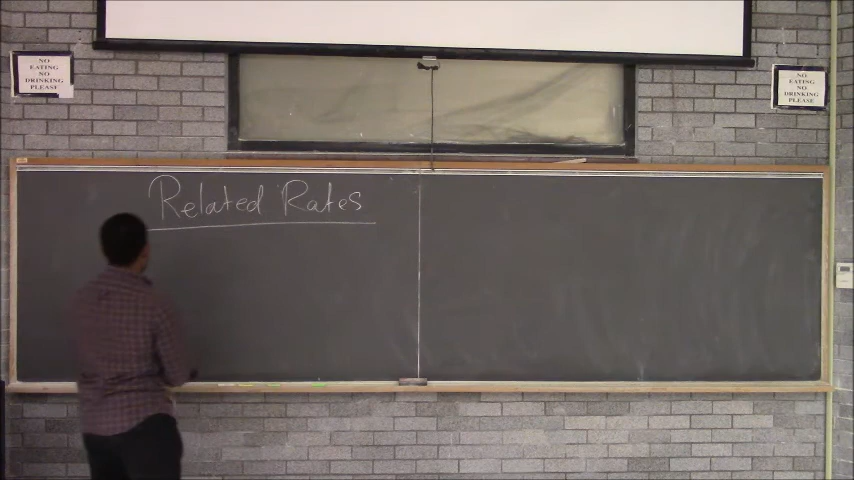 NO
EATING
NO
DRINKING
PLEASE
NO
EATING
NO
DRINKING
PLEASE
Related Rates